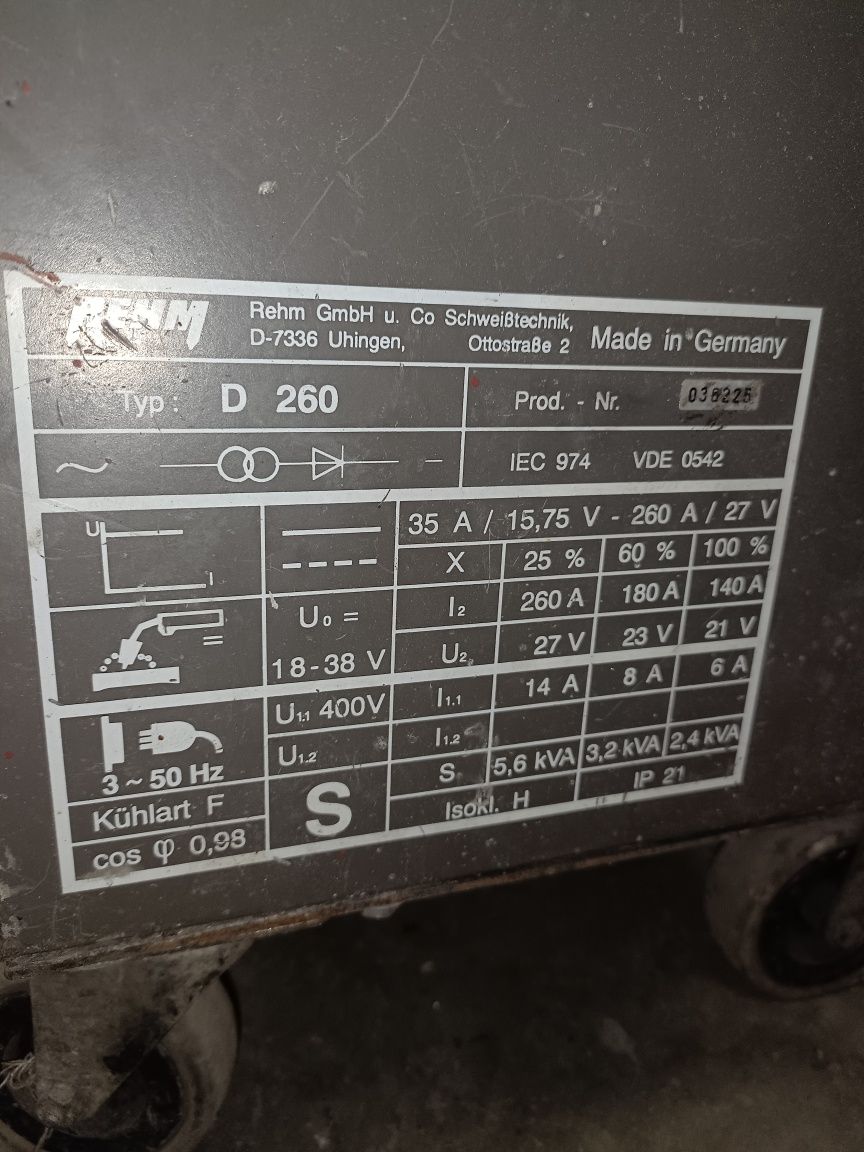 REHM
Rehm GmbH u. Co Schweißtechnik,
D-7336 Uhingen, Ottostraße 2
Made in Germany
Typ: D 260
Prod. - Nr. 036225
IEC 974 VDE 0542
U
I
35 A / 15,75 V - 260 A / 27 V
X 25 % 60 % 100 %
I₂ 260 A 180 A 140 A
U₀ =
18-38 V
U₂ 27 V 23 V 21 V
U₁.₁ 400V
I₁.₁ 14 A 8 A 6 A
U₁.₂
I₁.₂
3 ~ 50 Hz
S
S 5,6 kVA 3,2 kVA 2,4 kVA
Kühlart F
Isokl. H IP 21
cos φ 0,98